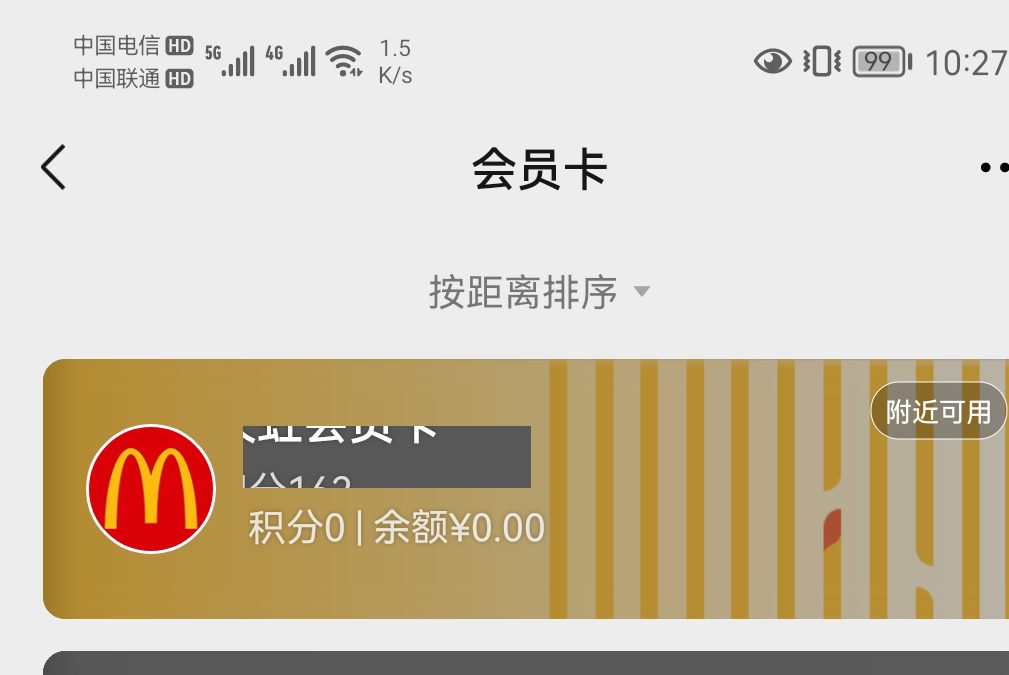 中国电信 HD 5G 4G 1.5
中国联通 HD K/s
99 10:27
会员卡
按距离排序
附近可用
积分0 | 余额¥0.00